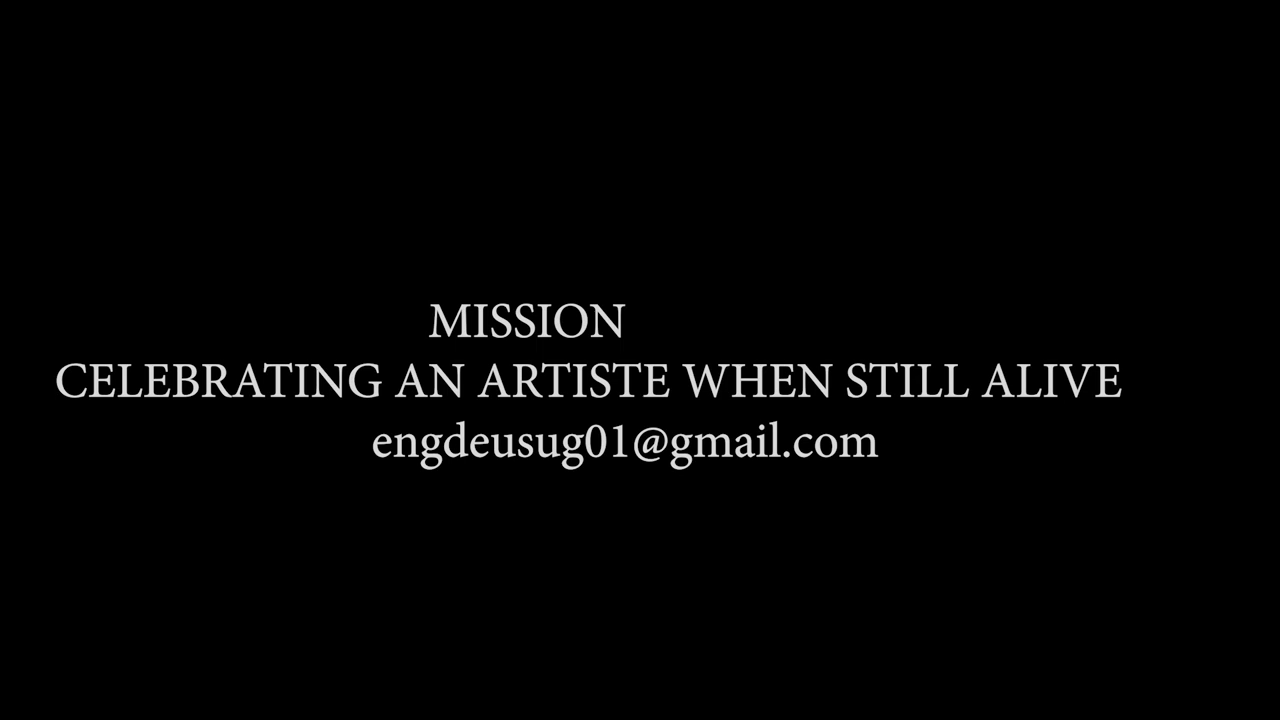 MISSION
CELEBRATING AN ARTISTE WHEN STILL ALIVE
engdeusug01@gmail.com